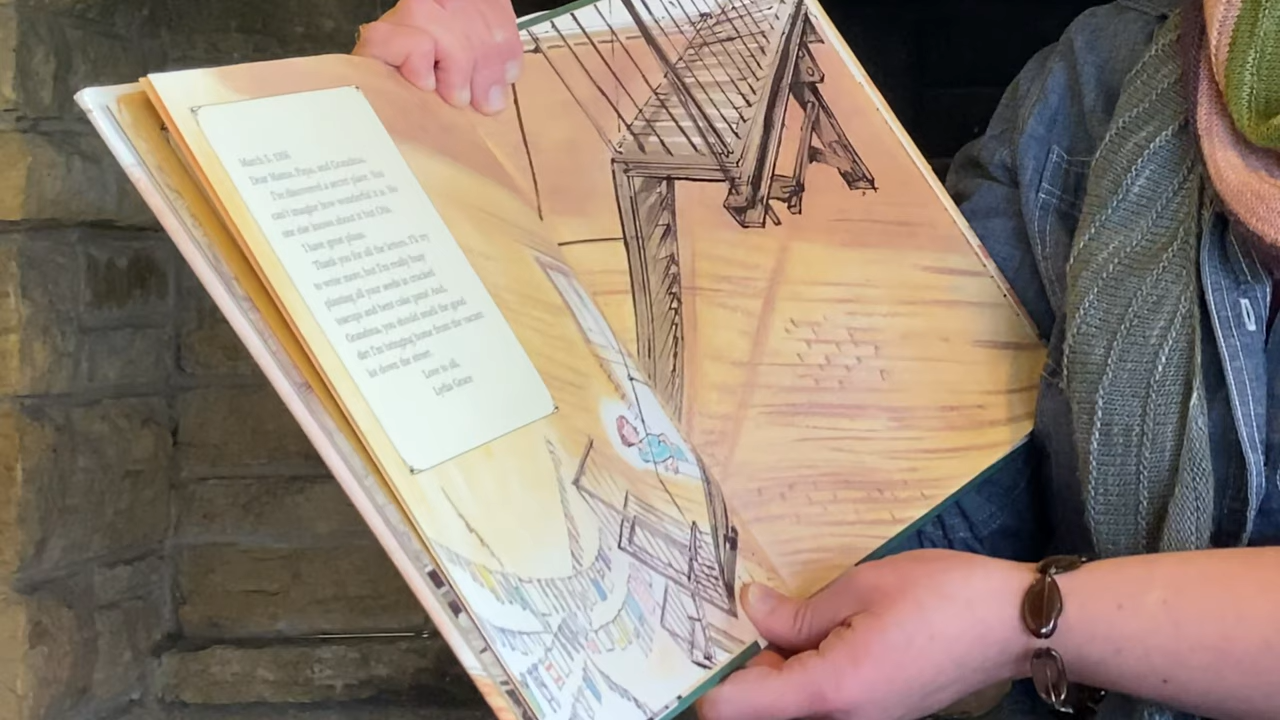 March 5, 1936
Dear Mama, Papa, and Grandma,
I've discovered a secret place. You
can't imagine how wonderful it is. No
one else knows about it but Otis.
I have great plans.
Thank you for all the letters. I'll try
to write more, but I'm really busy
planting all your seeds in cracked
teacups and bent cake pans! And,
Grandma, you should smell the good
dirt I'm bringing home from the vacant
lot down the street.
Love to all,
Lydia Grace